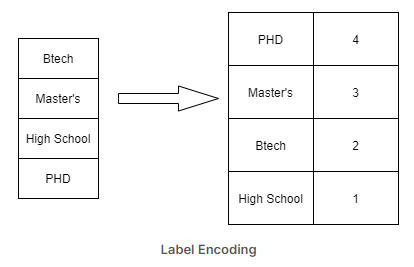 Btech
Master's
High School
PHD
PHD 4
Master's 3
Btech 2
High School 1
Label Encoding